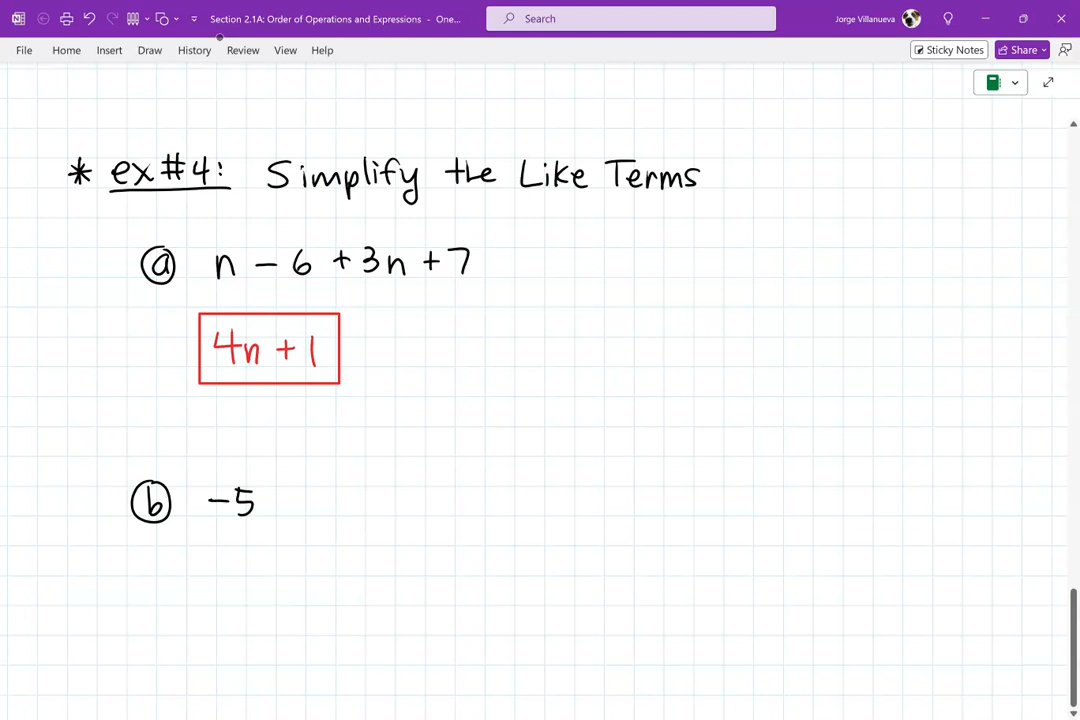 Section 2.1A: Order of Operations and Expressions - One...
Search
Jorge Villanueva
File Home Insert Draw History Review View Help
Sticky Notes Share
* ex#4: Simplify the Like Terms
ⓐ n - 6 + 3n + 7
4n + 1
ⓑ -5